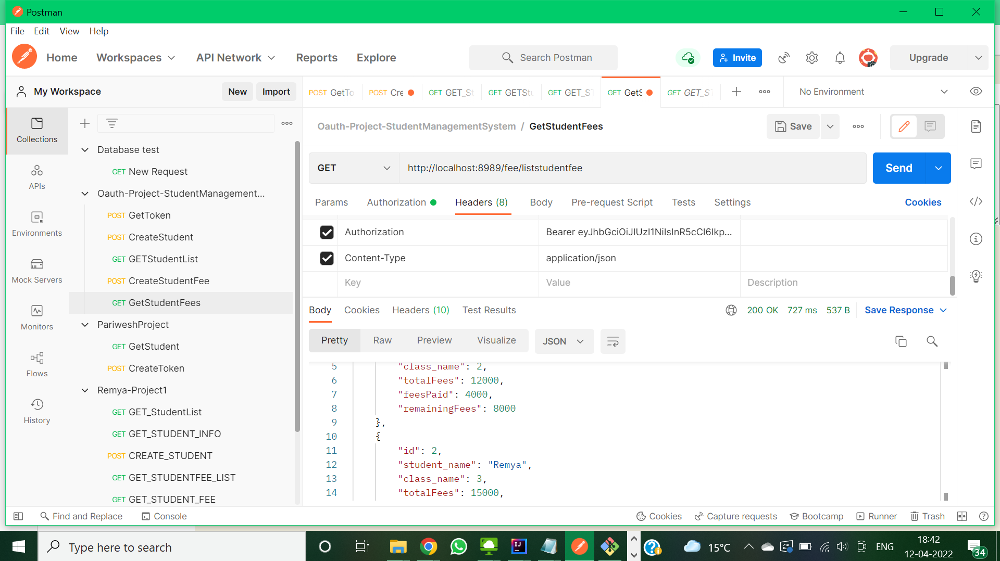 Postman
File Edit View Help
Home Workspaces API Network Reports Explore Search Postman Invite Upgrade
My Workspace New Import
POST GetTo POST Cre GET GET_St GET GETStu GET GET_S GET GetS GET GET_S No Environment
Collections
APIs
Environments
Mock Servers
Monitors
Flows
History
Database test
GET New Request
Oauth-Project-StudentManagement...
POST GetToken
POST CreateStudent
GET GETStudentList
POST CreateStudentFee
GET GetStudentFees
PariweshProject
GET GetStudent
POST CreateToken
Remya-Project1
GET GET_StudentList
GET GET_STUDENT_INFO
POST CREATE_STUDENT
GET GET_STUDENTFEE_LIST
GET GET_STUDENT_FEE
Oauth-Project-StudentManagementSystem / GetStudentFees Save
GET http://localhost:8989/fee/liststudentfee Send
Params Authorization Headers (8) Body Pre-request Script Tests Settings Cookies
Authorization Bearer eyJhbGciOiJIUzI1NiIsInR5cCI6Ikp...
Content-Type application/json
Key Value Description
Body Cookies Headers (10) Test Results 200 OK 727 ms 537 B Save Response
Pretty Raw Preview Visualize JSON
5 "class_name": 2,
6 "totalFees": 12000,
7 "feesPaid": 4000,
8 "remainingFees": 8000
9 },
10 {
11 "id": 2,
12 "student_name": "Remya",
13 "class_name": 3,
14 "totalFees": 15000,
Find and Replace Console Cookies Capture requests Bootcamp Runner Trash
Type here to search 15°C ENG 18:42
12-04-2022 34